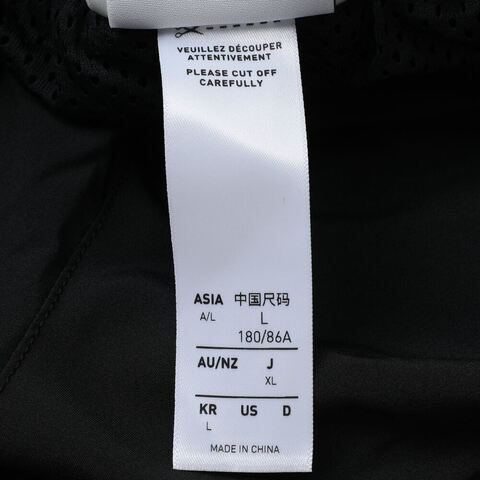 VEUILLEZ DÉCOUPER
ATTENTIVEMENT
PLEASE CUT OFF
CAREFULLY
ASIA 中国尺码
A/L L
180/86A
AU/NZ J
XL
KR US D
L
MADE IN CHINA